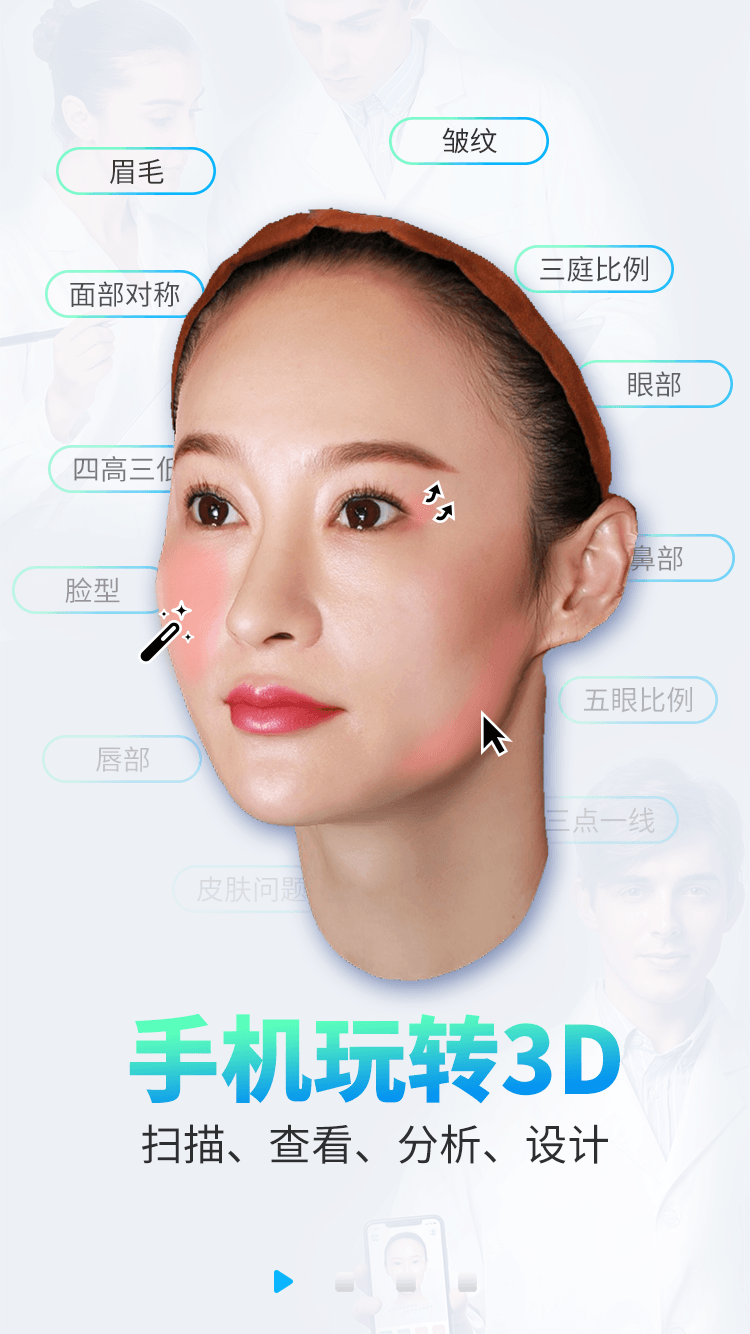 皱纹
眉毛
三庭比例
面部对称
眼部
四高三低
鼻部
脸型
五眼比例
唇部
三点一线
皮肤问题
手机玩转3D
扫描、查看、分析、设计